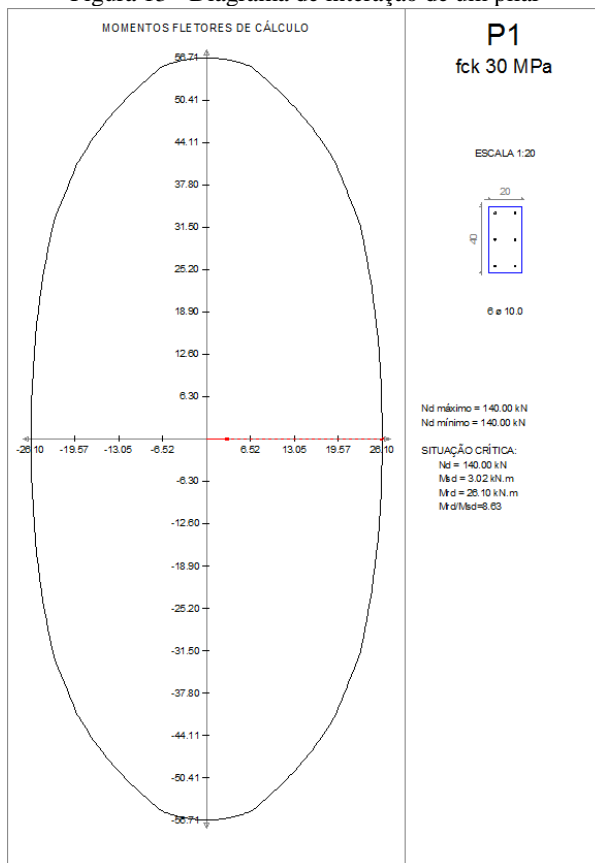 Figura 13 - Diagrama de interação de um pilar
MOMENTOS FLETORES DE CÁLCULO
56.71
50.41
44.11
37.80
31.50
25.20
18.90
12.60
6.30
-26.10 -19.57 -13.05 -6.52 6.52 13.05 19.57 26.10
-6.30
-12.60
-18.90
-25.20
-31.50
-37.80
-44.11
-50.41
-56.71
P1
fck 30 MPa
ESCALA 1:20
20
40
6 ø 10.0
Nd máximo = 140.00 kN
Nd mínimo = 140.00 kN
SITUAÇÃO CRÍTICA:
Nd = 140.00 kN
Msd = 3.02 kN.m
Mrd = 26.10 kN.m
Mrd/Msd=8.63